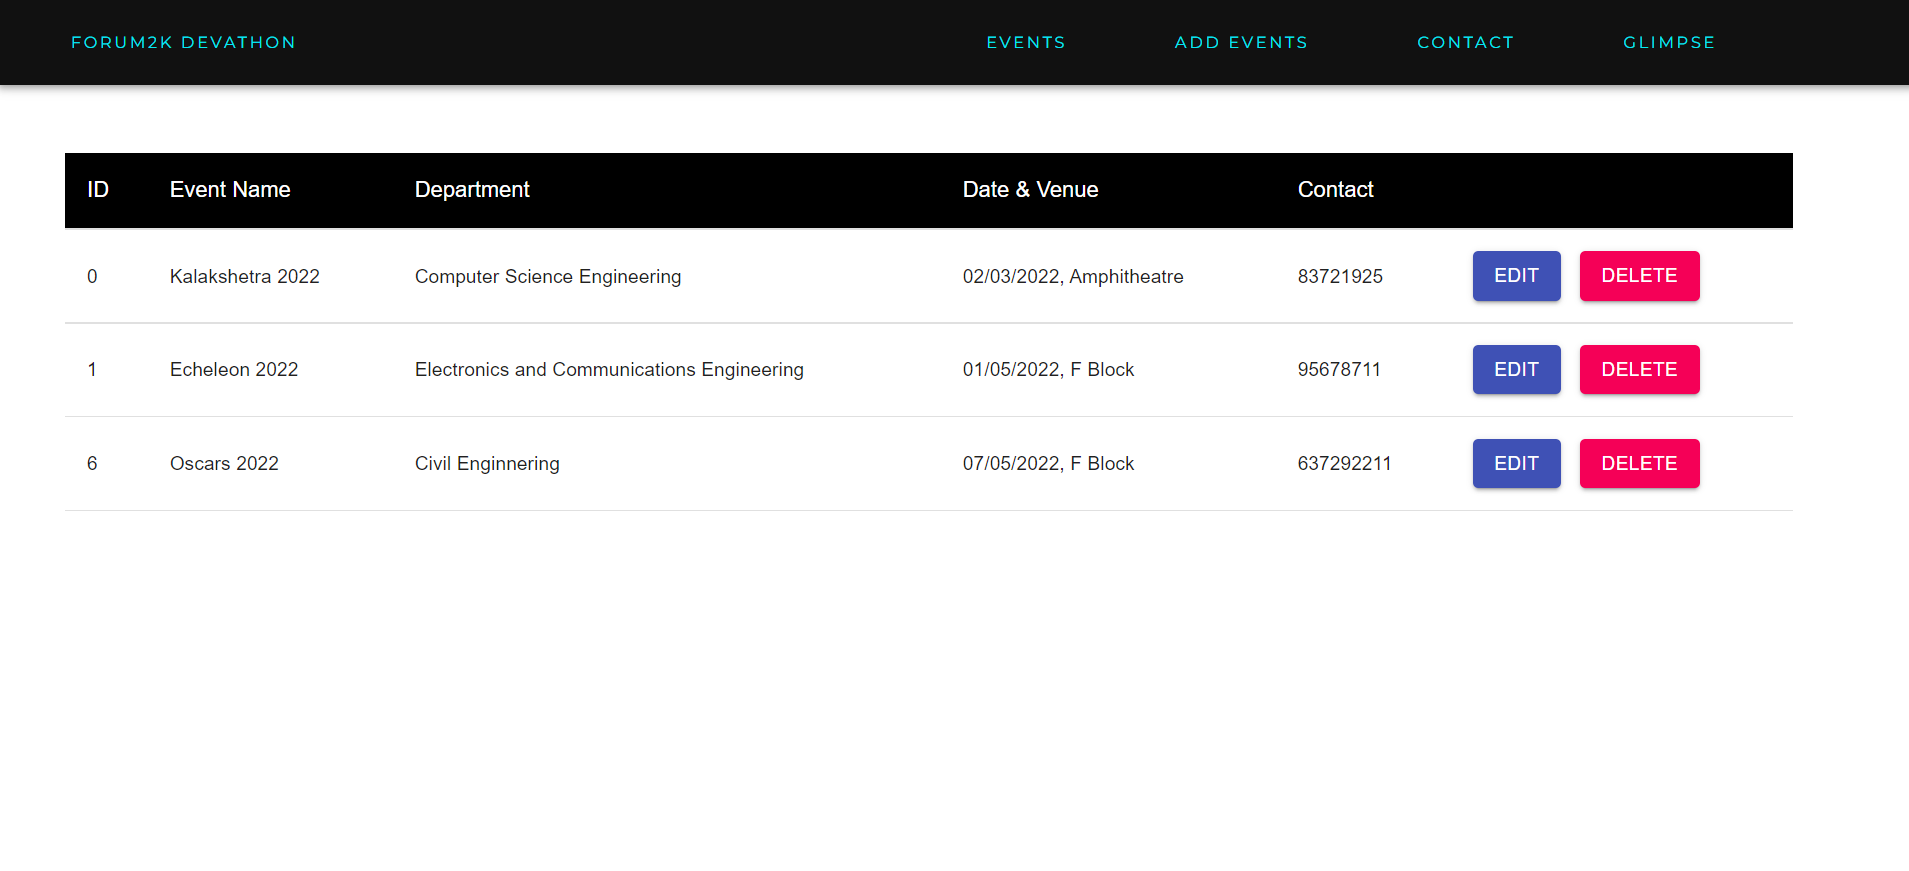 FORUM2K DEVATHON EVENTS ADD EVENTS CONTACT GLIMPSE
ID Event Name Department Date & Venue Contact
0 Kalakshetra 2022 Computer Science Engineering 02/03/2022, Amphitheatre 83721925 EDIT DELETE
1 Echeleon 2022 Electronics and Communications Engineering 01/05/2022, F Block 95678711 EDIT DELETE
6 Oscars 2022 Civil Enginnering 07/05/2022, F Block 637292211 EDIT DELETE